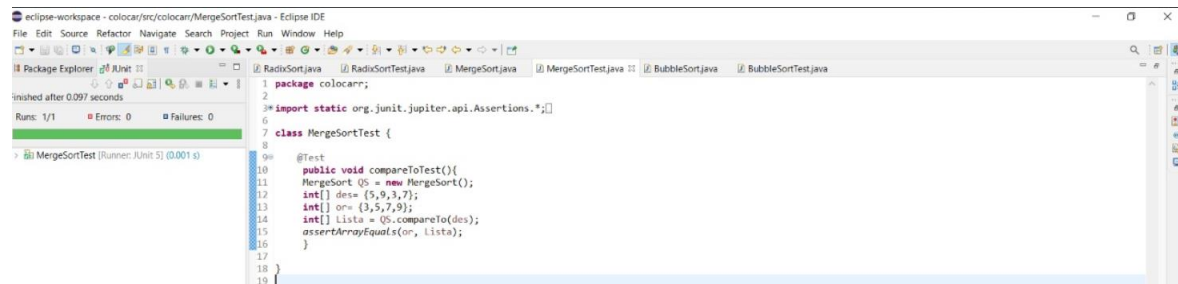 eclipse-workspace - colocar/src/colocarr/MergeSortTest.java - Eclipse IDE
File Edit Source Refactor Navigate Search Project Run Window Help
Package Explorer JUnit
RadixSort.java RadixSortTest.java MergeSort.java MergeSortTest.java BubbleSort.java BubbleSortTest.java
Finished after 0.097 seconds
Runs: 1/1 Errors: 0 Failures: 0
MergeSortTest [Runner: JUnit 5] (0.001 s)
1 package colocarr;
2
3 import static org.junit.jupiter.api.Assertions.*;
6
7 class MergeSortTest {
8
9 @Test
10 public void compareToTest(){
11 MergeSort QS = new MergeSort();
12 int[] des= {5,9,3,7};
13 int[] or= {3,5,7,9};
14 int[] Lista = QS.compareTo(des);
15 assertArrayEquals(or, Lista);
16 }
17
18 }
19